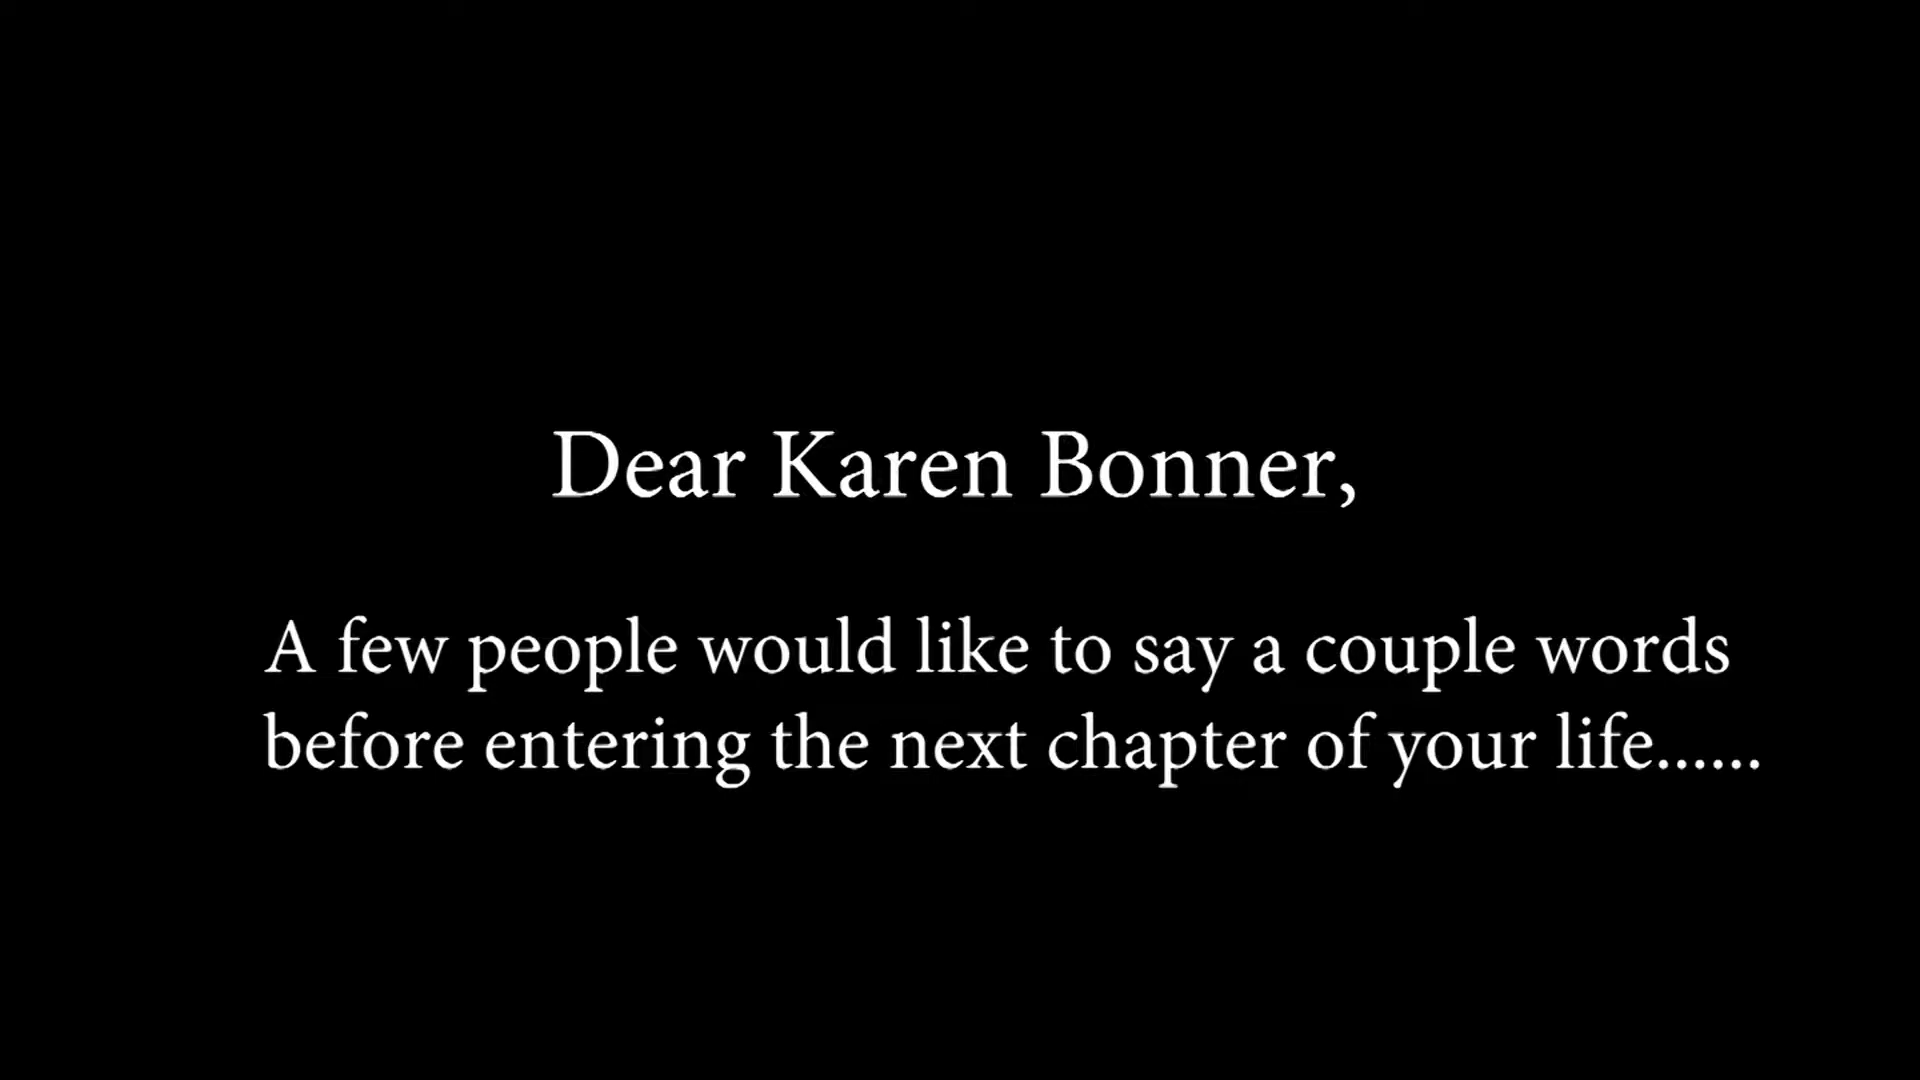 Dear Karen Bonner,
A few people would like to say a couple words
before entering the next chapter of your life......